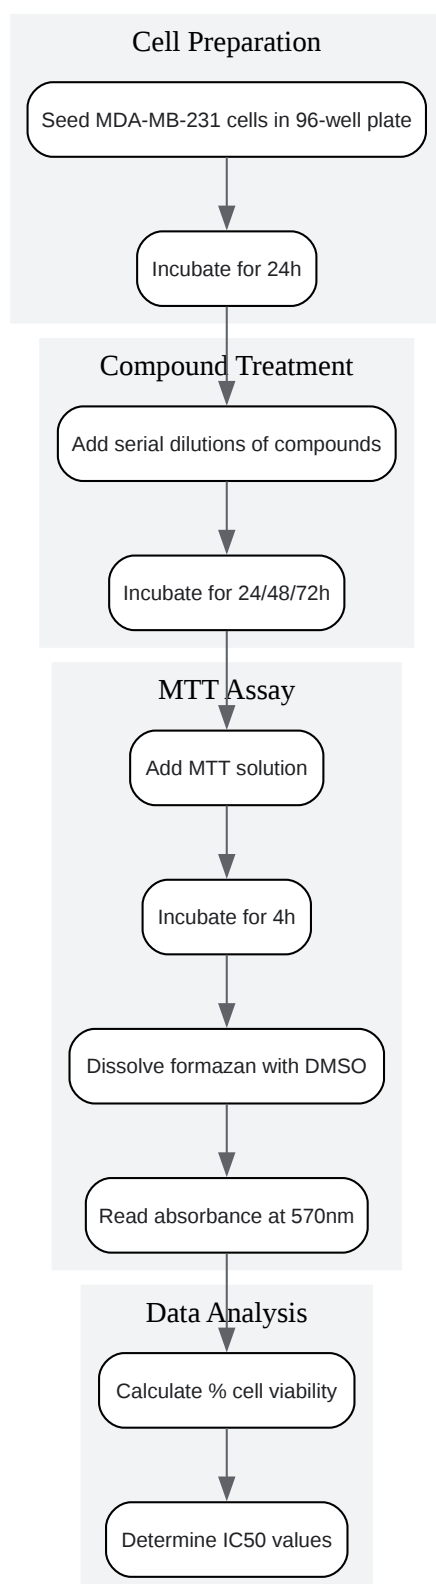 Cell Preparation
Seed MDA-MB-231 cells in 96-well plate
Incubate for 24h
Compound Treatment
Add serial dilutions of compounds
Incubate for 24/48/72h
MTT Assay
Add MTT solution
Incubate for 4h
Dissolve formazan with DMSO
Read absorbance at 570nm
Data Analysis
Calculate % cell viability
Determine IC50 values